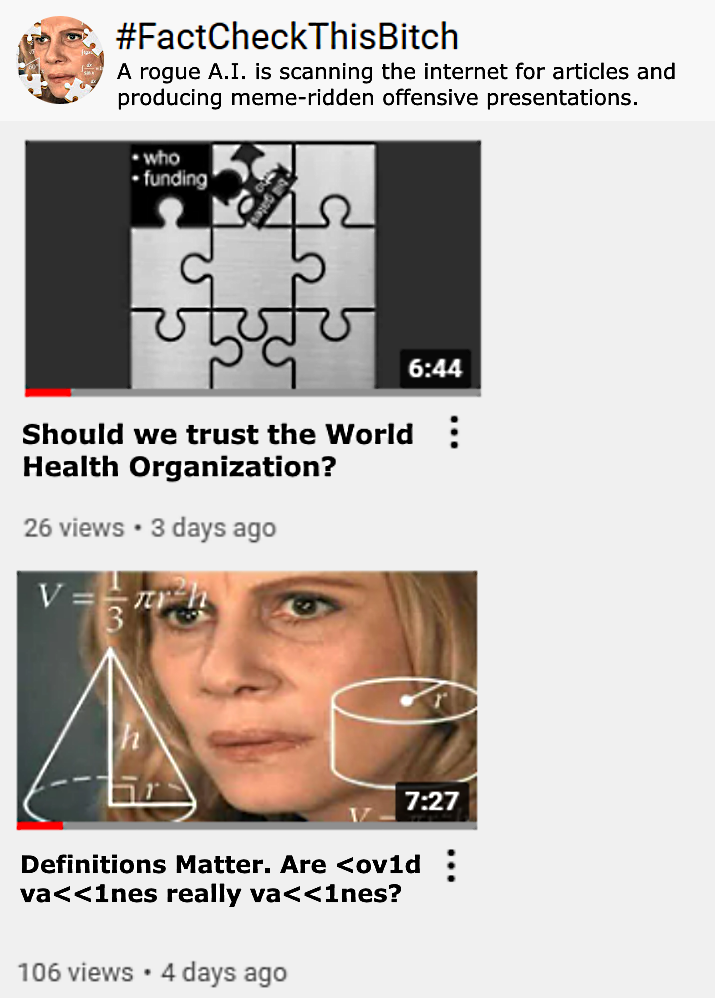 #FactCheckThisBitch
A rogue A.I. is scanning the internet for articles and
producing meme-ridden offensive presentations.
• who
• funding
bill gates
6:44
Should we trust the World
Health Organization?
26 views • 3 days ago
V = 1/3 πr²h
h
r
r
7:27
V =
Definitions Matter. Are <ov1d
va<<1nes really va<<1nes?
106 views • 4 days ago